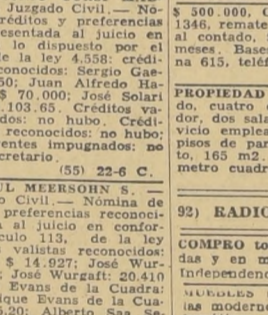 Juzgado Civil.— No-
réditos y preferencias
esentada al juicio en
lo dispuesto por el
e la ley 4,558: crédi-
conocidos: Sergio Gae-
50; Juan Alfredo Ha-
$ 70,000; José Solari
.103.65. Créditos va-
dos: no hubo. Crédi-
reconocidos: no hubo;
entes impugnados: no
cretario.
(55) 22-6 C.
UL MEERSOHN S. —
o Civil.— Nómina de
preferencias reconoci-
al juicio en confor-
culo 113, de la ley
valistas reconocidos:
$ 14.927; José Wur-
; José Wurgaft: 20.410
Evans de la Cuadra:
ique Evans de la Cua-
5.20; Alberto Saa Se-
$ 500.000, C
1346, remate
al contado,
meses. Base
na 615, teléf
PROPIEDAD
do, cuatro
dor, dos sala
vicio emplea
pisos de par
to, 165 m2.
metro cuadr
92) RADIO
COMPRO to
das y en m
Independenc
MUEBLES
las moderno